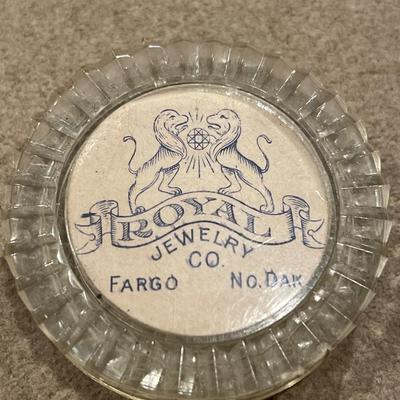 ROYAL
JEWELRY
CO.
FARGO NO. DAK